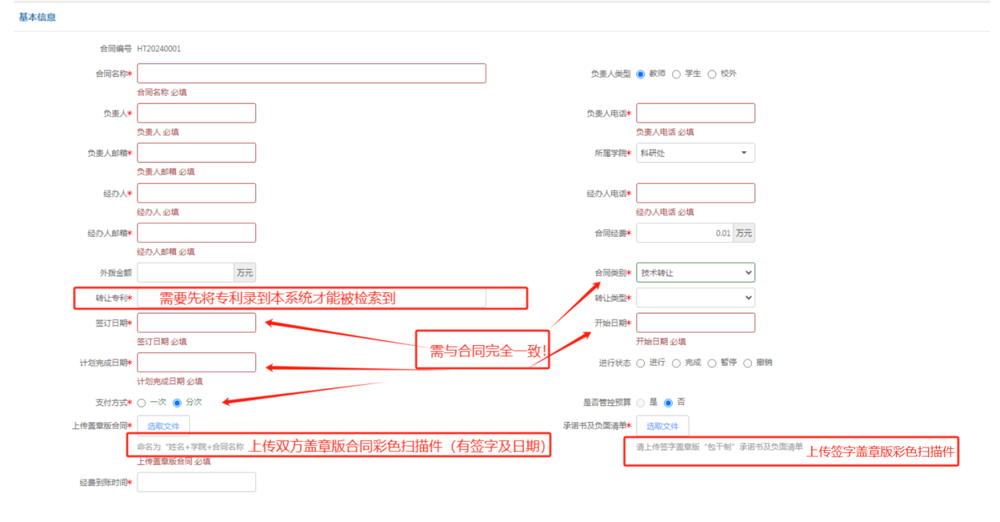 基本信息
合同编号 HT20240001
合同名称* 负责人类型 教师 学生 校外
合同名称 必填
负责人* 负责人电话*
负责人 必填 负责人电话 必填
负责人邮箱* 所属学院* 科研处
负责人邮箱 必填
经办人* 经办人电话*
经办人 必填 经办人电话 必填
经办人邮箱* 合同经费* 0.01 万元
经办人邮箱 必填
外拨金额 万元 合同类别* 技术转让
转让专利* 需要先将专利录到本系统才能被检索到 转让类型*
签订日期* 开始日期*
签订日期 必填 开始日期 必填
需与合同完全一致!
计划完成日期* 进行状态 进行 完成 暂停 撤销
计划完成日期 必填
支付方式* 一次 分次 是否管控预算 是 否
上传盖章版合同* 选取文件 承诺书及负面清单* 选取文件
命名为“姓名+学院+合同名称 上传双方盖章版合同彩色扫描件（有签字及日期） 请上传签字盖章版“包干制”承诺书及负面清单 上传签字盖章版彩色扫描件
上传盖章版合同 必填
经费到账时间*